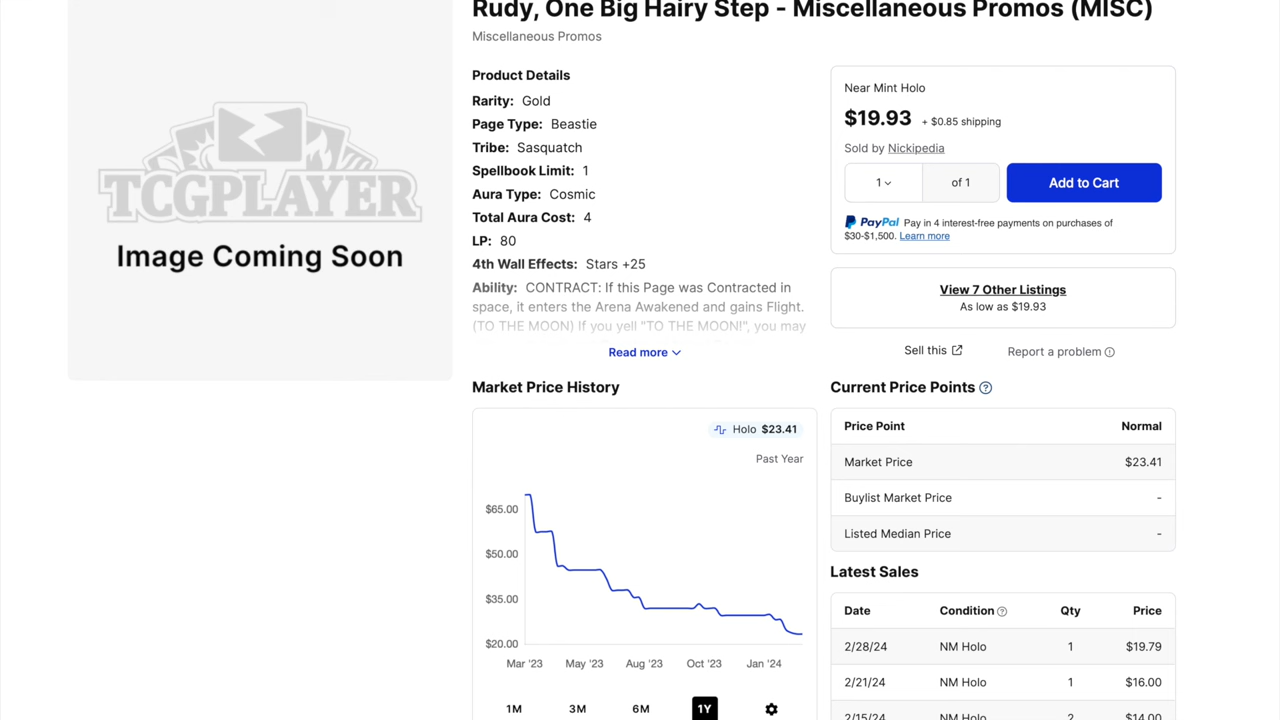 Rudy, One Big Hairy Step - Miscellaneous Promos (MISC)
Miscellaneous Promos
TCGPLAYER
Image Coming Soon
Product Details
Rarity: Gold
Page Type: Beastie
Tribe: Sasquatch
Spellbook Limit: 1
Aura Type: Cosmic
Total Aura Cost: 4
LP: 80
4th Wall Effects: Stars +25
Ability: CONTRACT: If this Page was Contracted in
space, it enters the Arena Awakened and gains Flight.
(TO THE MOON) If you yell "TO THE MOON!", you may
Read more
Near Mint Holo
$19.93 + $0.85 shipping
Sold by Nickipedia
1 of 1
Add to Cart
PayPal Pay in 4 interest-free payments on purchases of
$30-$1,500. Learn more
View 7 Other Listings
As low as $19.93
Sell this
Report a problem
Market Price History
Holo $23.41
Past Year
$65.00
$50.00
$35.00
$20.00
Mar '23 May '23 Aug '23 Oct '23 Jan '24
1M 3M 6M 1Y
Current Price Points
Price Point Normal
Market Price $23.41
Buylist Market Price -
Listed Median Price -
Latest Sales
Date Condition Qty Price
2/28/24 NM Holo 1 $19.79
2/21/24 NM Holo 1 $16.00
2/15/24 NM Holo 2 $14.00